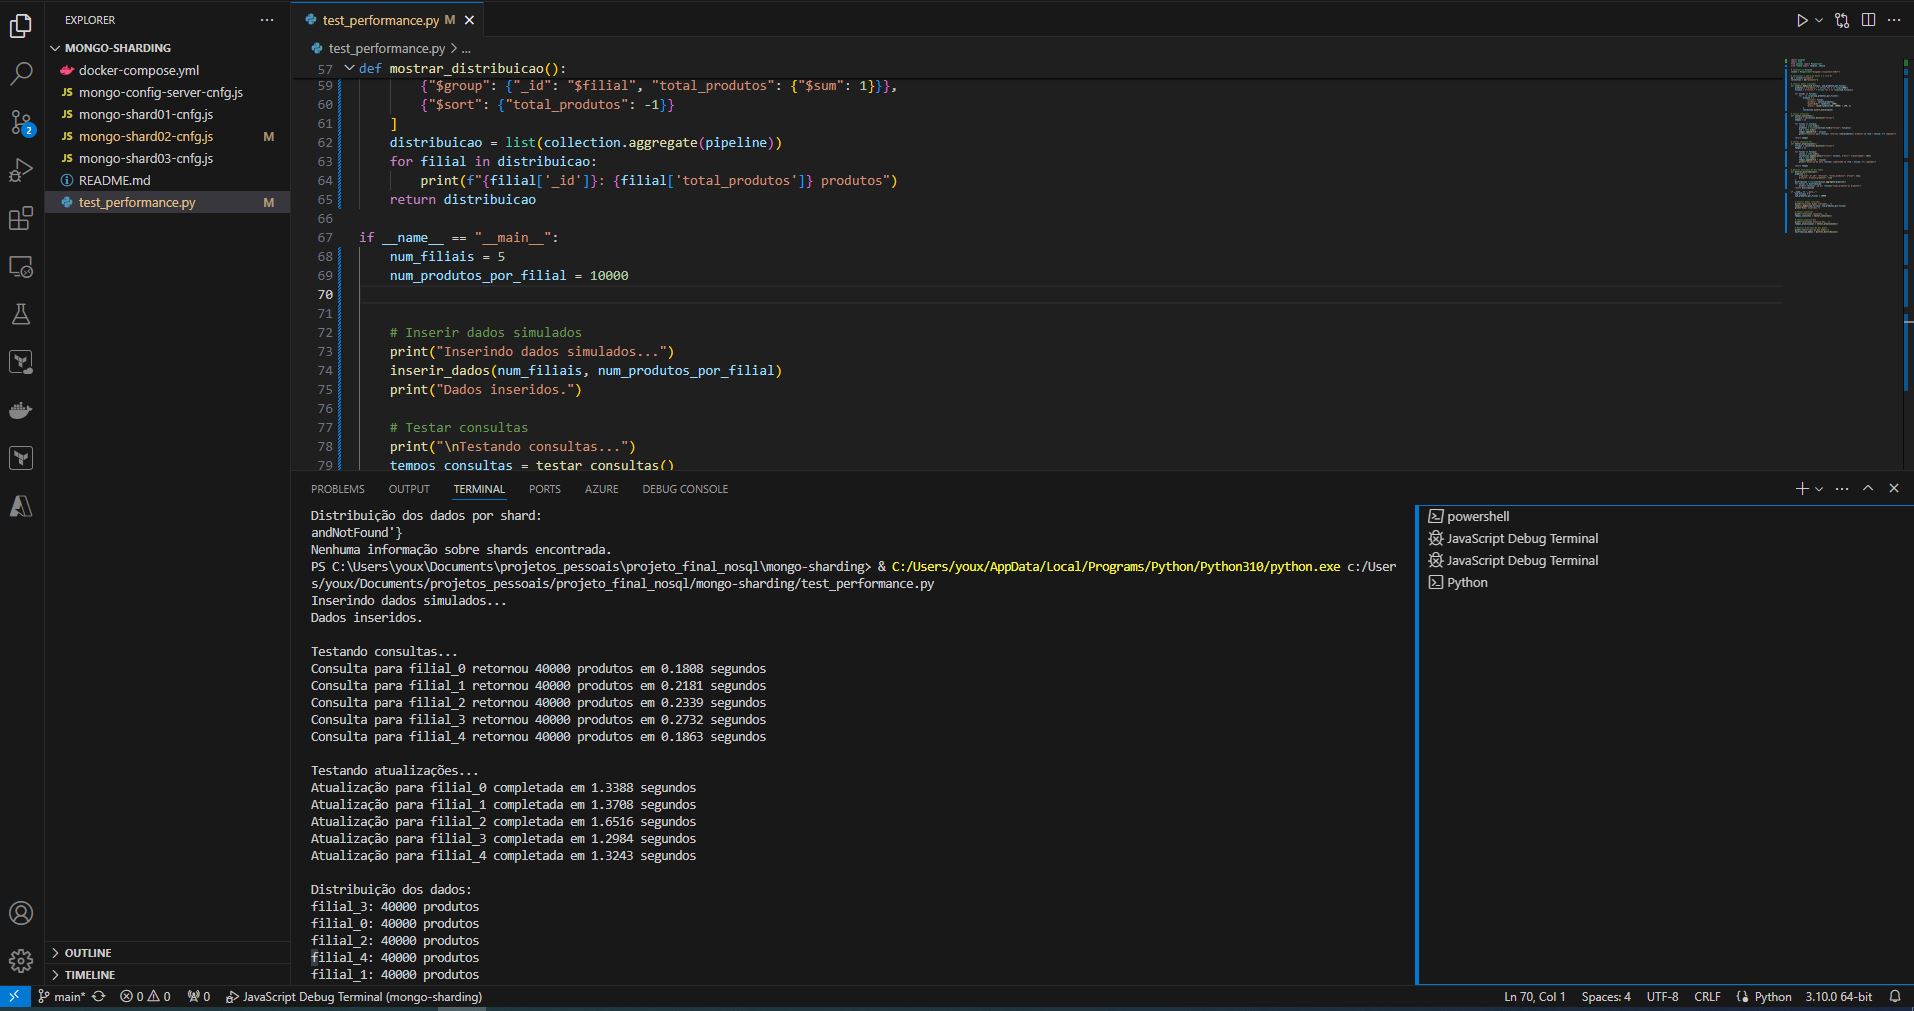 EXPLORER
MONGO-SHARDING
docker-compose.yml
JS mongo-config-server-cnfg.js
JS mongo-shard01-cnfg.js
JS mongo-shard02-cnfg.js M
JS mongo-shard03-cnfg.js
README.md
test_performance.py M
OUTLINE
TIMELINE
2
test_performance.py M
test_performance.py > ...
57 def mostrar_distribuicao():
59 {"$group": {"_id": "$filial", "total_produtos": {"$sum": 1}}},
60 {"$sort": {"total_produtos": -1}}
61 ]
62 distribuicao = list(collection.aggregate(pipeline))
63 for filial in distribuicao:
64 print(f"{filial['_id']}: {filial['total_produtos']} produtos")
65 return distribuicao
66
67 if __name__ == "__main__":
68 num_filiais = 5
69 num_produtos_por_filial = 10000
70
71
72 # Inserir dados simulados
73 print("Inserindo dados simulados...")
74 inserir_dados(num_filiais, num_produtos_por_filial)
75 print("Dados inseridos.")
76
77 # Testar consultas
78 print("\nTestando consultas...")
79 tempos_consultas = testar_consultas()
PROBLEMS OUTPUT TERMINAL PORTS AZURE DEBUG CONSOLE
Distribuição dos dados por shard:
andNotFound'}
Nenhuma informação sobre shards encontrada.
PS C:\Users\youx\Documents\projetos_pessoais\projeto_final_nosql\mongo-sharding> & C:/Users/youx/AppData/Local/Programs/Python/Python310/python.exe c:/User
s/youx/Documents/projetos_pessoais/projeto_final_nosql/mongo-sharding/test_performance.py
Inserindo dados simulados...
Dados inseridos.
Testando consultas...
Consulta para filial_0 retornou 40000 produtos em 0.1808 segundos
Consulta para filial_1 retornou 40000 produtos em 0.2181 segundos
Consulta para filial_2 retornou 40000 produtos em 0.2339 segundos
Consulta para filial_3 retornou 40000 produtos em 0.2732 segundos
Consulta para filial_4 retornou 40000 produtos em 0.1863 segundos
Testando atualizações...
Atualização para filial_0 completada em 1.3388 segundos
Atualização para filial_1 completada em 1.3708 segundos
Atualização para filial_2 completada em 1.6516 segundos
Atualização para filial_3 completada em 1.2984 segundos
Atualização para filial_4 completada em 1.3243 segundos
Distribuição dos dados:
filial_3: 40000 produtos
filial_0: 40000 produtos
filial_2: 40000 produtos
filial_4: 40000 produtos
filial_1: 40000 produtos
powershell
JavaScript Debug Terminal
JavaScript Debug Terminal
Python
main* 0 0 0 JavaScript Debug Terminal (mongo-sharding)
Ln 70, Col 1 Spaces: 4 UTF-8 CRLF Python 3.10.0 64-bit